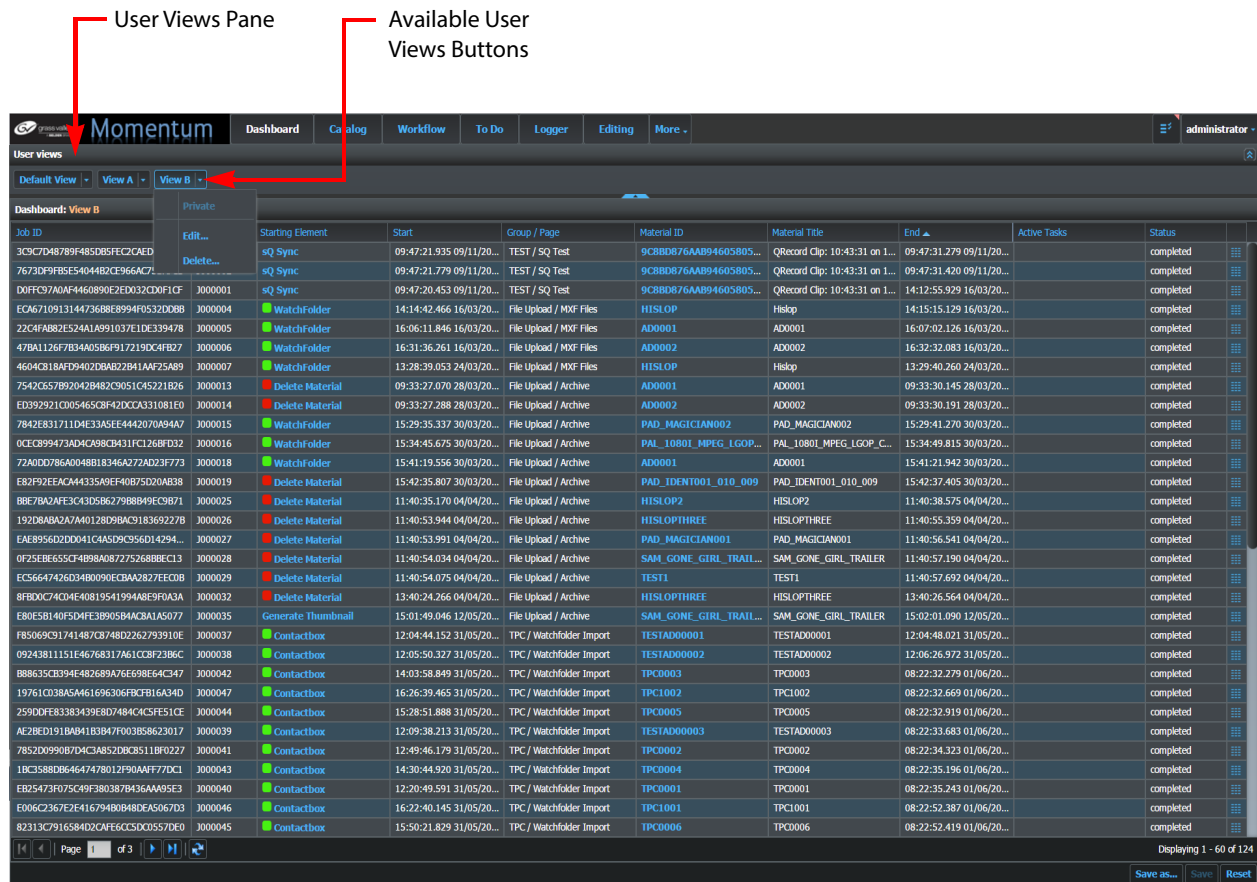 User Views Pane
Available User
Views Buttons
grass valley Momentum Dashboard Catalog Workflow To Do Logger Editing More administrator
User views
Default View View A View B
Private
Edit...
Delete...
Dashboard: View B
Job ID Starting Element Start Group / Page Material ID Material Title End Active Tasks Status
3C9C7D48789F485DB5FEC2CAED sQ Sync 09:47:21.935 09/11/20... TEST / SQ Test 9C8BD876AAB94605805... QRecord Clip: 10:43:31 on 1... 09:47:31.279 09/11/20... completed
7673DF9FB5E54044B2CE966AC sQ Sync 09:47:21.779 09/11/20... TEST / SQ Test 9C8BD876AAB94605805... QRecord Clip: 10:43:31 on 1... 09:47:31.420 09/11/20... completed
D0FFC97A0AF4460890E2ED032CD0F1CF J000001 sQ Sync 09:47:20.453 09/11/20... TEST / SQ Test 9C8BD876AAB94605805... QRecord Clip: 10:43:31 on 1... 14:12:55.929 16/03/20... completed
ECA6710913144736B8E8994F0532DDBB J000004 WatchFolder 14:14:42.466 16/03/20... File Upload / MXF Files HISLOP Hislop 14:15:15.129 16/03/20... completed
22C4FAB82E524A1A991037E1DE339478 J000005 WatchFolder 16:06:11.846 16/03/20... File Upload / MXF Files AD0001 AD0001 16:07:02.126 16/03/20... completed
47BA1126F7B34A05B6F917219DC4FB27 J000006 WatchFolder 16:31:36.261 16/03/20... File Upload / MXF Files AD0002 AD0002 16:32:32.083 16/03/20... completed
4604C818AFD9402DBAB22B41AAF25A89 J000007 WatchFolder 13:28:39.053 24/03/20... File Upload / MXF Files HISLOP Hislop 13:29:40.260 24/03/20... completed
7542C657B92042B482C9051C45221B26 J000013 Delete Material 09:33:27.070 28/03/20... File Upload / Archive AD0001 AD0001 09:33:30.145 28/03/20... completed
ED392921C005465C8F42DCCA331081E0 J000014 Delete Material 09:33:27.288 28/03/20... File Upload / Archive AD0002 AD0002 09:33:30.191 28/03/20... completed
7842E831711D4E33A5EE4442070A94A7 J000015 WatchFolder 15:29:35.337 30/03/20... File Upload / Archive PAD_MAGICIAN002 PAD_MAGICIAN002 15:29:41.270 30/03/20... completed
0CEC899473AD4CA98CB431FC126BFD32 J000016 WatchFolder 15:34:45.675 30/03/20... File Upload / Archive PAL_1080I_MPEG_LGOP... PAL_1080I_MPEG_LGOP_C... 15:34:49.815 30/03/20... completed
72A0DD786A0048B18346A272AD23F773 J000018 WatchFolder 15:41:19.556 30/03/20... File Upload / Archive AD0001 AD0001 15:41:21.942 30/03/20... completed
E82F92EEACA44335A9EF40B75D20AB38 J000019 Delete Material 15:42:35.807 30/03/20... File Upload / Archive PAD_IDENT001_010_009 PAD_IDENT001_010_009 15:42:37.405 30/03/20... completed
BBE7BA2AFE3C43D5B6279B8B49EC9B71 J000025 Delete Material 11:40:35.170 04/04/20... File Upload / Archive HISLOP2 HISLOP2 11:40:38.575 04/04/20... completed
192D8ABA2A7A40128D9BAC918369227B J000026 Delete Material 11:40:53.944 04/04/20... File Upload / Archive HISLOPTHREE HISLOPTHREE 11:40:55.359 04/04/20... completed
EAE8956D2DD041C4A5D9C956D14294... J000027 Delete Material 11:40:53.991 04/04/20... File Upload / Archive PAD_MAGICIAN001 PAD_MAGICIAN001 11:40:56.541 04/04/20... completed
0F25EBE655CF4B98A087275268BBEC13 J000028 Delete Material 11:40:54.034 04/04/20... File Upload / Archive SAM_GONE_GIRL_TRAIL... SAM_GONE_GIRL_TRAILER 11:40:57.190 04/04/20... completed
EC56647426D34B0090ECBAA2827EEC0B J000029 Delete Material 11:40:54.075 04/04/20... File Upload / Archive TEST1 TEST1 11:40:57.692 04/04/20... completed
8FBD0C74C04E40819541994A8E9F0A3A J000032 Delete Material 13:40:24.266 04/04/20... File Upload / Archive HISLOPTHREE HISLOPTHREE 13:40:26.564 04/04/20... completed
E80E5B140F5D4FE3B905B4AC8A1A5077 J000035 Generate Thumbnail 15:01:49.046 12/05/20... File Upload / Archive SAM_GONE_GIRL_TRAIL... SAM_GONE_GIRL_TRAILER 15:02:01.090 12/05/20... completed
F85069C91741487C8748D2262793910E J000037 Contactbox 12:04:44.152 31/05/20... TPC / Watchfolder Import TESTAD00001 TESTAD00001 12:04:48.021 31/05/20... completed
09243811151E46768317A61CC8F23B6C J000038 Contactbox 12:05:50.327 31/05/20... TPC / Watchfolder Import TESTAD00002 TESTAD00002 12:06:26.972 31/05/20... completed
B88635CB394E482689A76E698E64C347 J000042 Contactbox 14:03:58.849 31/05/20... TPC / Watchfolder Import TPC0003 TPC0003 08:22:32.279 01/06/20... completed
19761C038A5A461696306FBCFB16A34D J000047 Contactbox 16:26:39.465 31/05/20... TPC / Watchfolder Import TPC1002 TPC1002 08:22:32.669 01/06/20... completed
259DDFE83383439E8D7484C4C5FE51CE J000044 Contactbox 15:28:51.888 31/05/20... TPC / Watchfolder Import TPC0005 TPC0005 08:22:32.919 01/06/20... completed
AE2BED191BAB41B3B47F003B58623017 J000039 Contactbox 12:09:38.213 31/05/20... TPC / Watchfolder Import TESTAD00003 TESTAD00003 08:22:33.683 01/06/20... completed
7852D0990B7D4C3A852DBC8511BF0227 J000041 Contactbox 12:49:46.179 31/05/20... TPC / Watchfolder Import TPC0002 TPC0002 08:22:34.323 01/06/20... completed
1BC3588DB64647478012F90AAFF77DC1 J000043 Contactbox 14:30:44.920 31/05/20... TPC / Watchfolder Import TPC0004 TPC0004 08:22:35.196 01/06/20... completed
EB25473F075C49F380387B436AAA95E3 J000040 Contactbox 12:20:49.591 31/05/20... TPC / Watchfolder Import TPC0001 TPC0001 08:22:35.243 01/06/20... completed
E006C2367E2E416794B0B48DEA5067D3 J000046 Contactbox 16:22:40.145 31/05/20... TPC / Watchfolder Import TPC1001 TPC1001 08:22:52.387 01/06/20... completed
82313C7916584D2CAFE6CC5DC0557DE0 J000045 Contactbox 15:50:21.829 31/05/20... TPC / Watchfolder Import TPC0006 TPC0006 08:22:52.419 01/06/20... completed
Page 1 of 3 Displaying 1 - 60 of 124
Save as... Save Reset